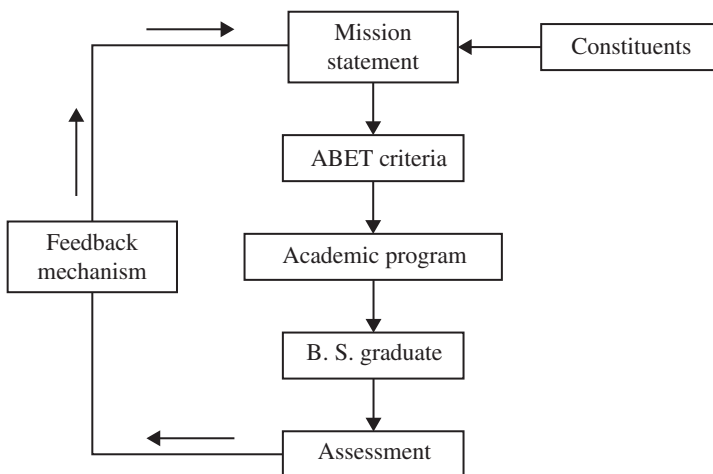 Mission
statement
Constituents
ABET criteria
Feedback
mechanism
Academic program
B. S. graduate
Assessment